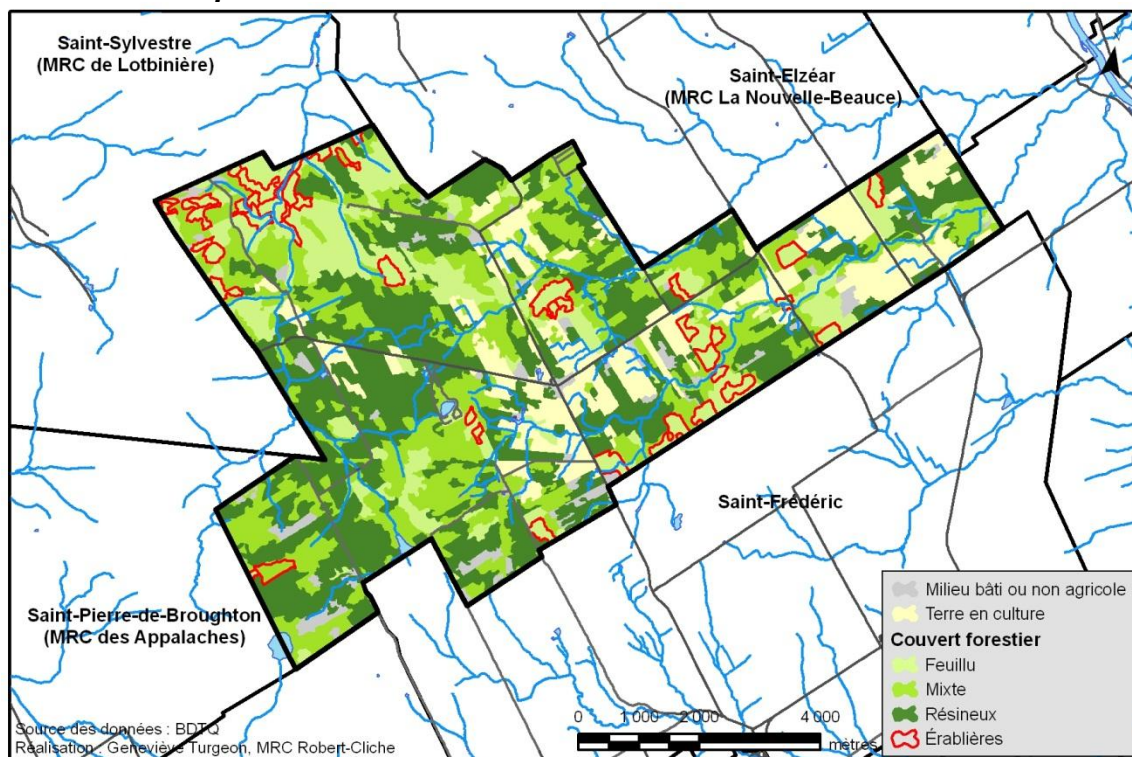 Saint-Sylvestre
(MRC de Lotbinière)
Saint-Elzéar
(MRC La Nouvelle-Beauce)
Saint-Frédéric
Saint-Pierre-de-Broughton
(MRC des Appalaches)
Milieu bâti ou non agricole
Terre en culture
Couvert forestier
Feuillu
Mixte
Résineux
Érablières
0 1 000 2 000 4 000
mètres
Source des données : BDTQ
Réalisation : Geneviève Turgeon, MRC Robert-Cliche